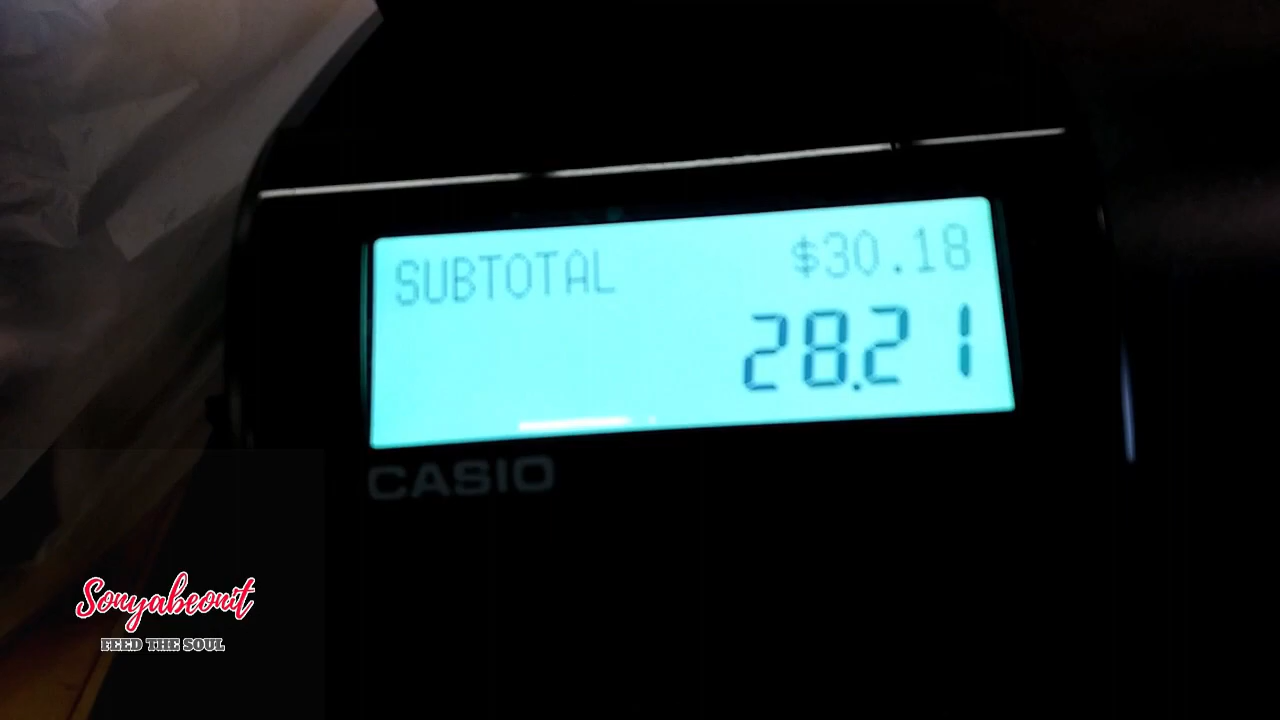 SUBTOTAL $30.18
28.21
CASIO
Sonyabeonit
FEED THE SOUL